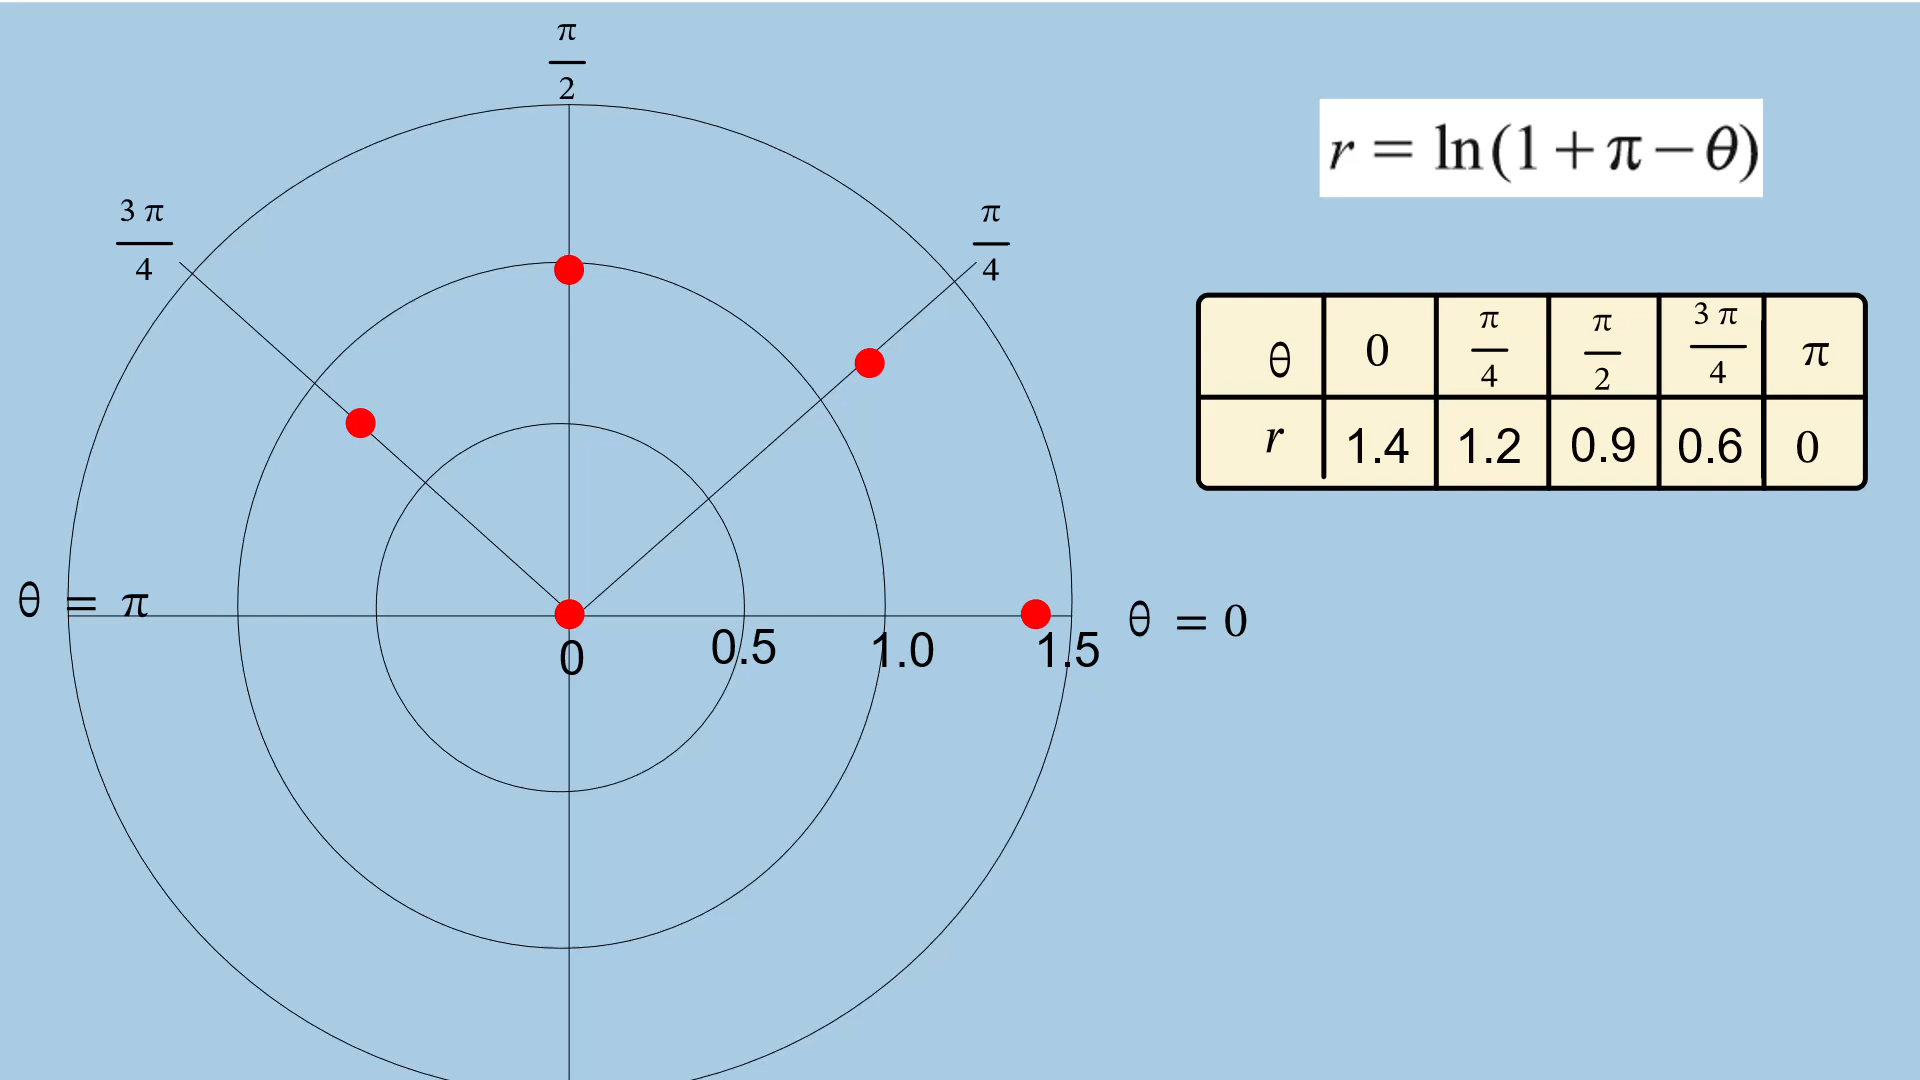 π/2
r = ln(1 + π − θ)
3 π/4
π/4
θ 0 π/4 π/2 3 π/4 π
r 1.4 1.2 0.9 0.6 0
θ = π
θ = 0
0 0.5 1.0 1.5